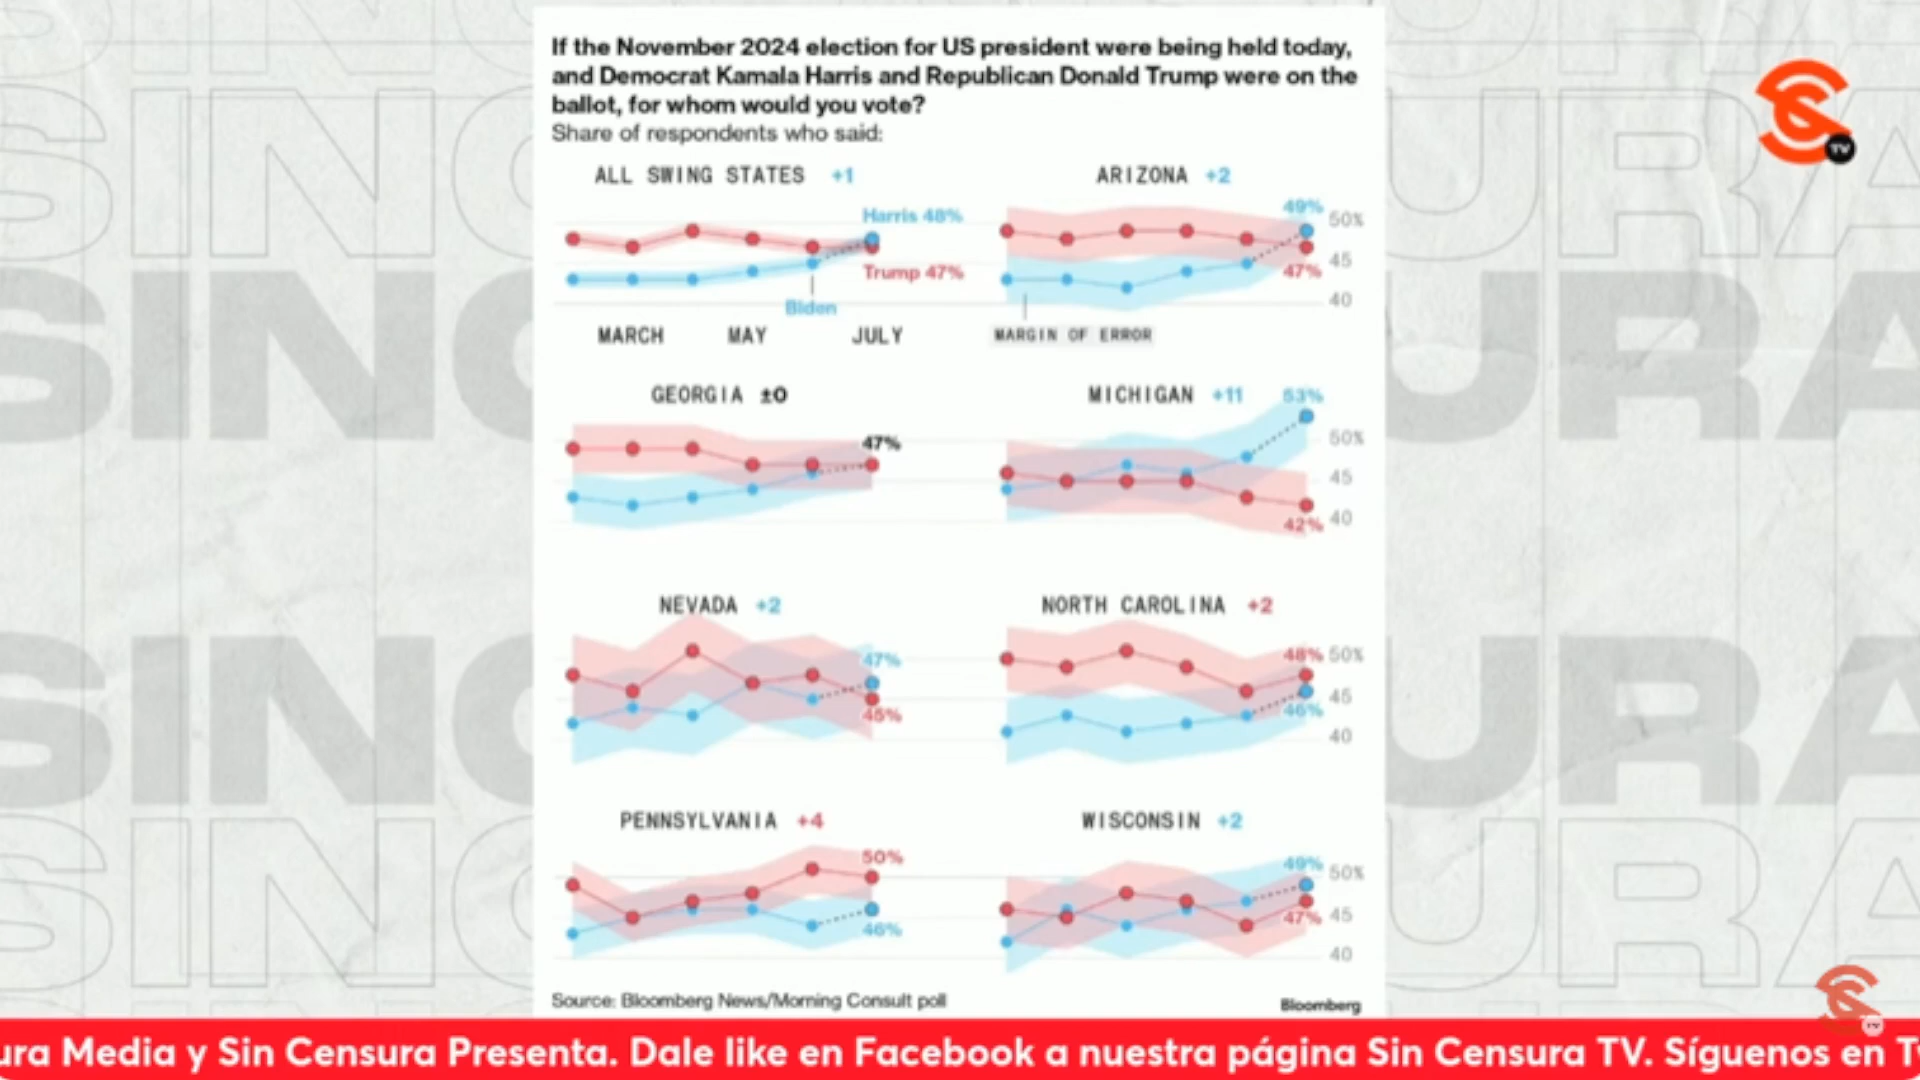 If the November 2024 election for US president were being held today,
and Democrat Kamala Harris and Republican Donald Trump were on the
ballot, for whom would you vote?
Share of respondents who said:
ALL SWING STATES +1
Harris 48%
Trump 47%
Biden
MARCH MAY JULY
ARIZONA +2
49%
50%
45
47%
40
MARGIN OF ERROR
GEORGIA ±0
47%
MICHIGAN +11
53%
50%
45
40
42%
NEVADA +2
47%
45%
NORTH CAROLINA +2
48%
50%
45
46%
40
PENNSYLVANIA +4
50%
46%
WISCONSIN +2
49%
50%
45
47%
40
Source: Bloomberg News/Morning Consult poll
Bloomberg
SINCURA
TV
TV
ura Media y Sin Censura Presenta. Dale like en Facebook a nuestra página Sin Censura TV. Síguenos en T